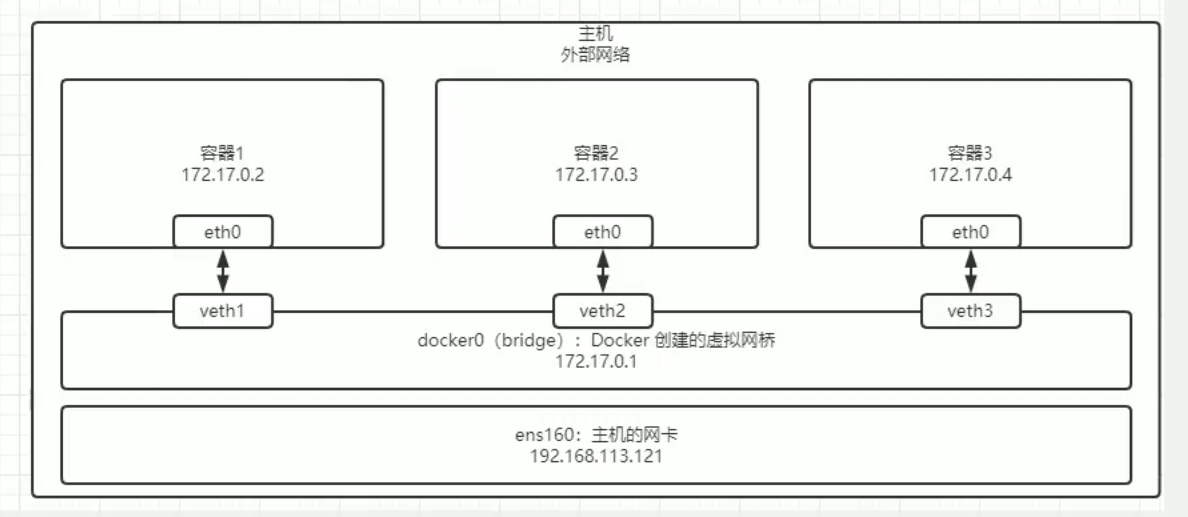 主机
外部网络
容器1
172.17.0.2
容器2
172.17.0.3
容器3
172.17.0.4
eth0
eth0
eth0
veth1
veth2
veth3
docker0（bridge）：Docker 创建的虚拟网桥
172.17.0.1
ens160：主机的网卡
192.168.113.121